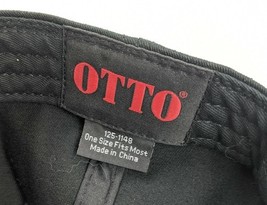 OTTO®
125-1148
One Size Fits Most
Made in China